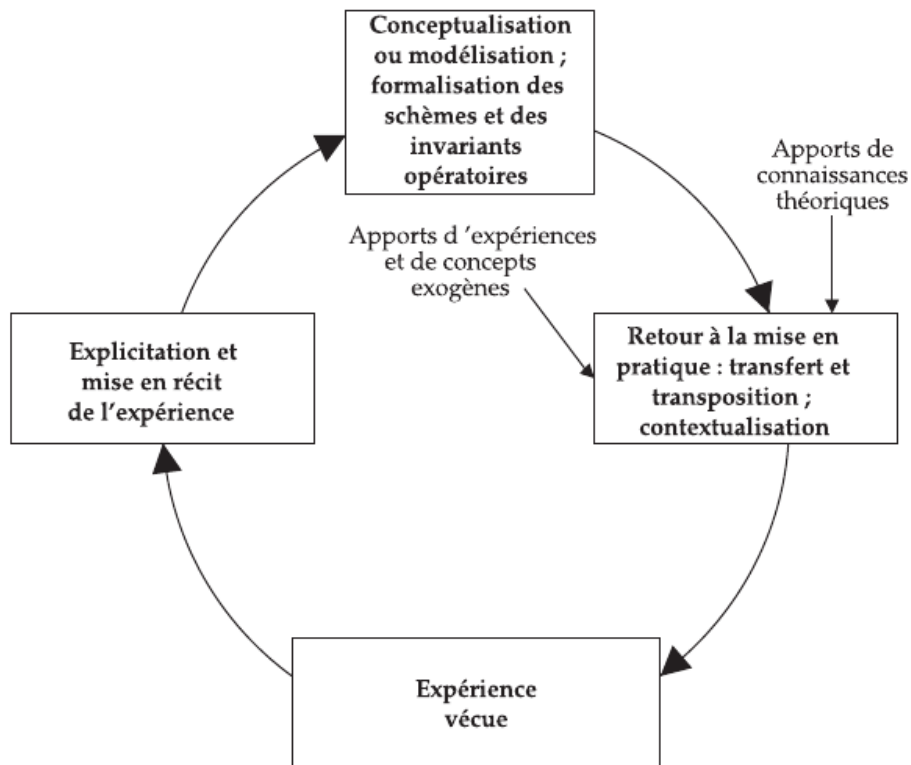 Conceptualisation
ou modélisation ;
formalisation des
schèmes et des
invariants
opératoires
Apports de
connaissances
théoriques
Apports d ’expériences
et de concepts
exogènes
Explicitation et
mise en récit
de l’expérience
Retour à la mise en
pratique : transfert et
transposition ;
contextualisation
Expérience
vécue